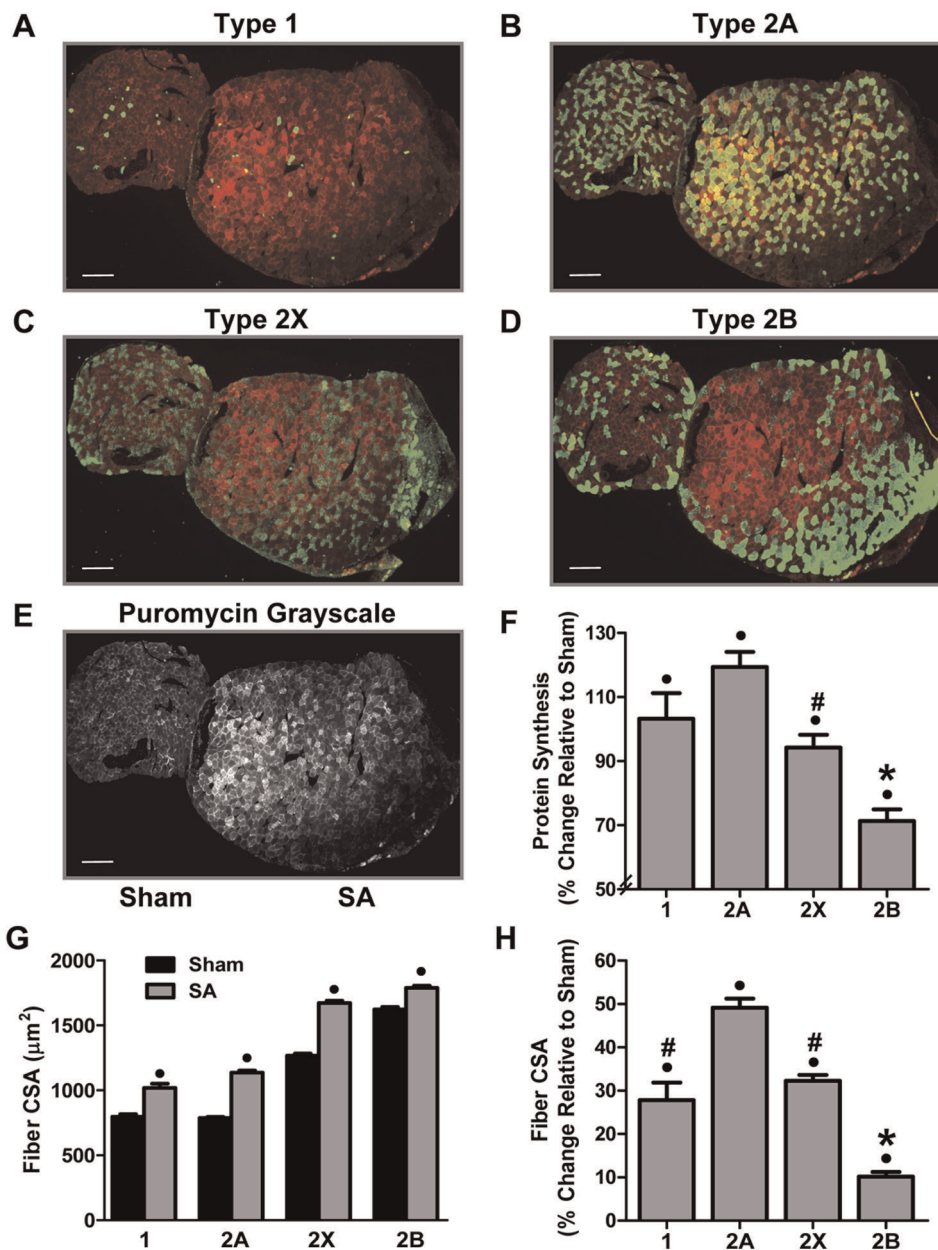 A Type 1
B Type 2A
C Type 2X
D Type 2B
E Puromycin Grayscale
Sham SA
F
Protein Synthesis
(% Change Relative to Sham)
130
110
90
70
50
•
•
#
•
*
•
1 2A 2X 2B
G
Fiber CSA (μm²)
2000
1500
1000
500
0
Sham
SA
•
•
•
•
1 2A 2X 2B
H
Fiber CSA
(% Change Relative to Sham)
60
50
40
30
20
10
0
#
•
•
#
•
*
•
1 2A 2X 2B